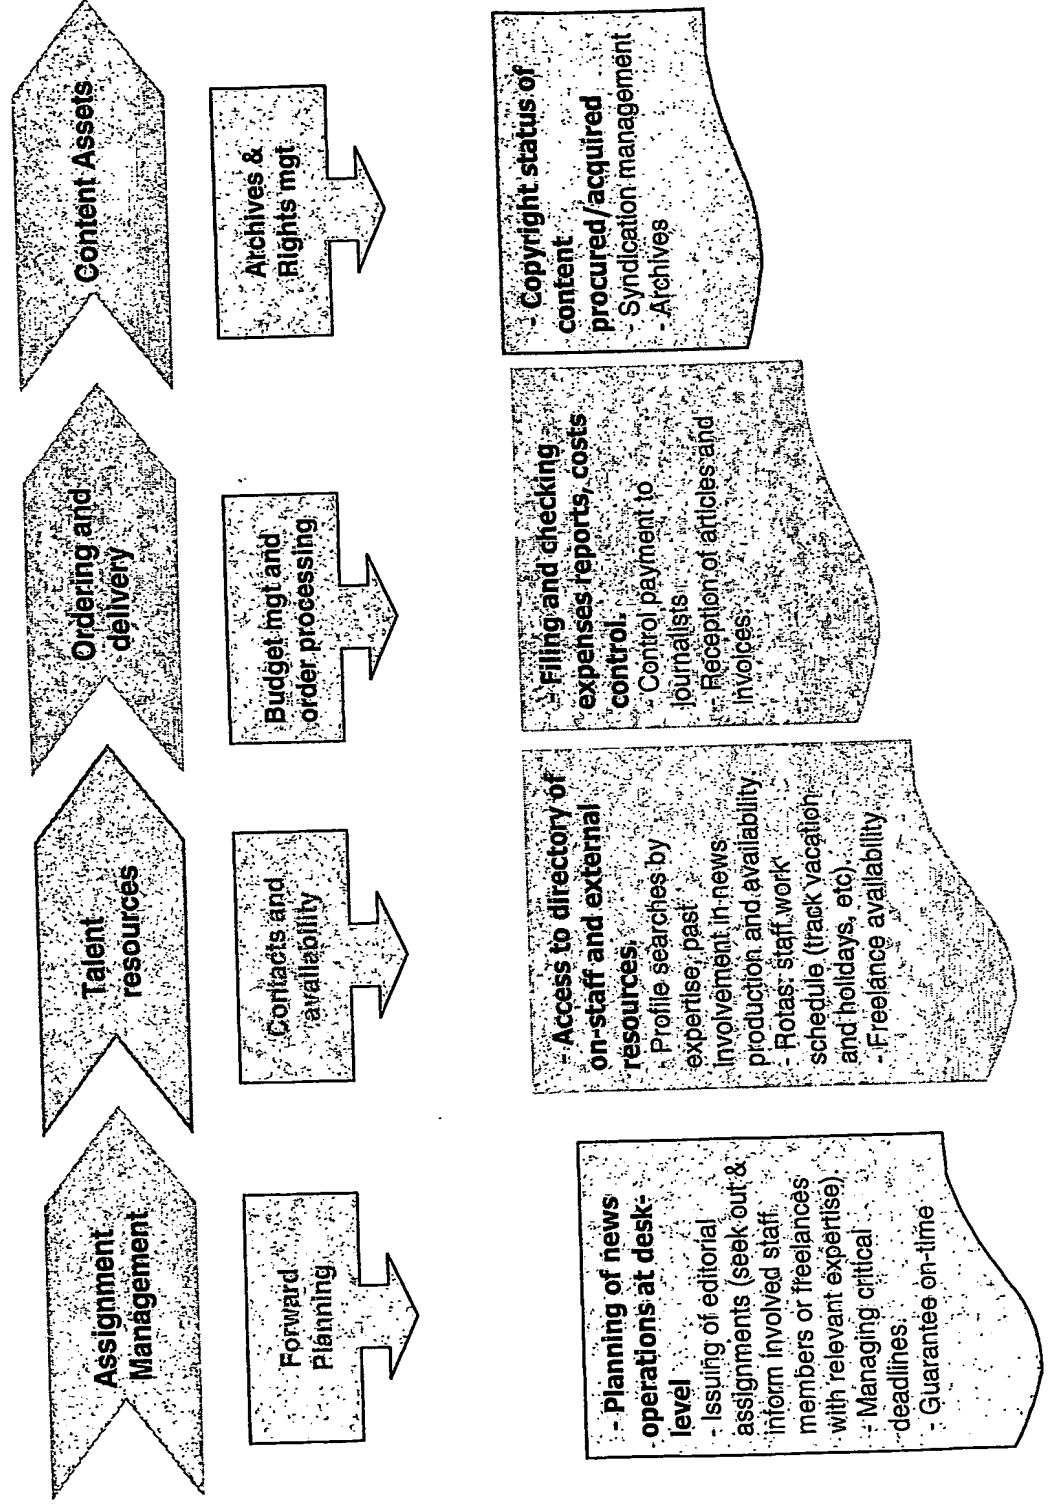 Assignment
Management
Talent
resources
Ordering and
delivery
Content Assets
Forward
Planning
Contacts and
availability
Budget mgt and
order processing
Archives &
Rights mgt
- Planning of news
operations at desk-
level
- Issuing of editorial
assignments (seek out &
inform involved staff
members or freelances
with relevant expertise).
- Managing critical
deadlines.
- Guarantee on-time
- Access to directory of
on-staff and external
resources.
- Profile searches by
expertise, past
involvement in news
production and availability
- Rotas: staff work
schedule (track vacation
and holidays, etc).
- Freelance availability.
- Filling and checking
expenses reports, costs
control.
- Control payment to
journalists
- Reception of articles and
invoices.
- Copyright status of
content
procured/acquired
- Syndication management
- Archives